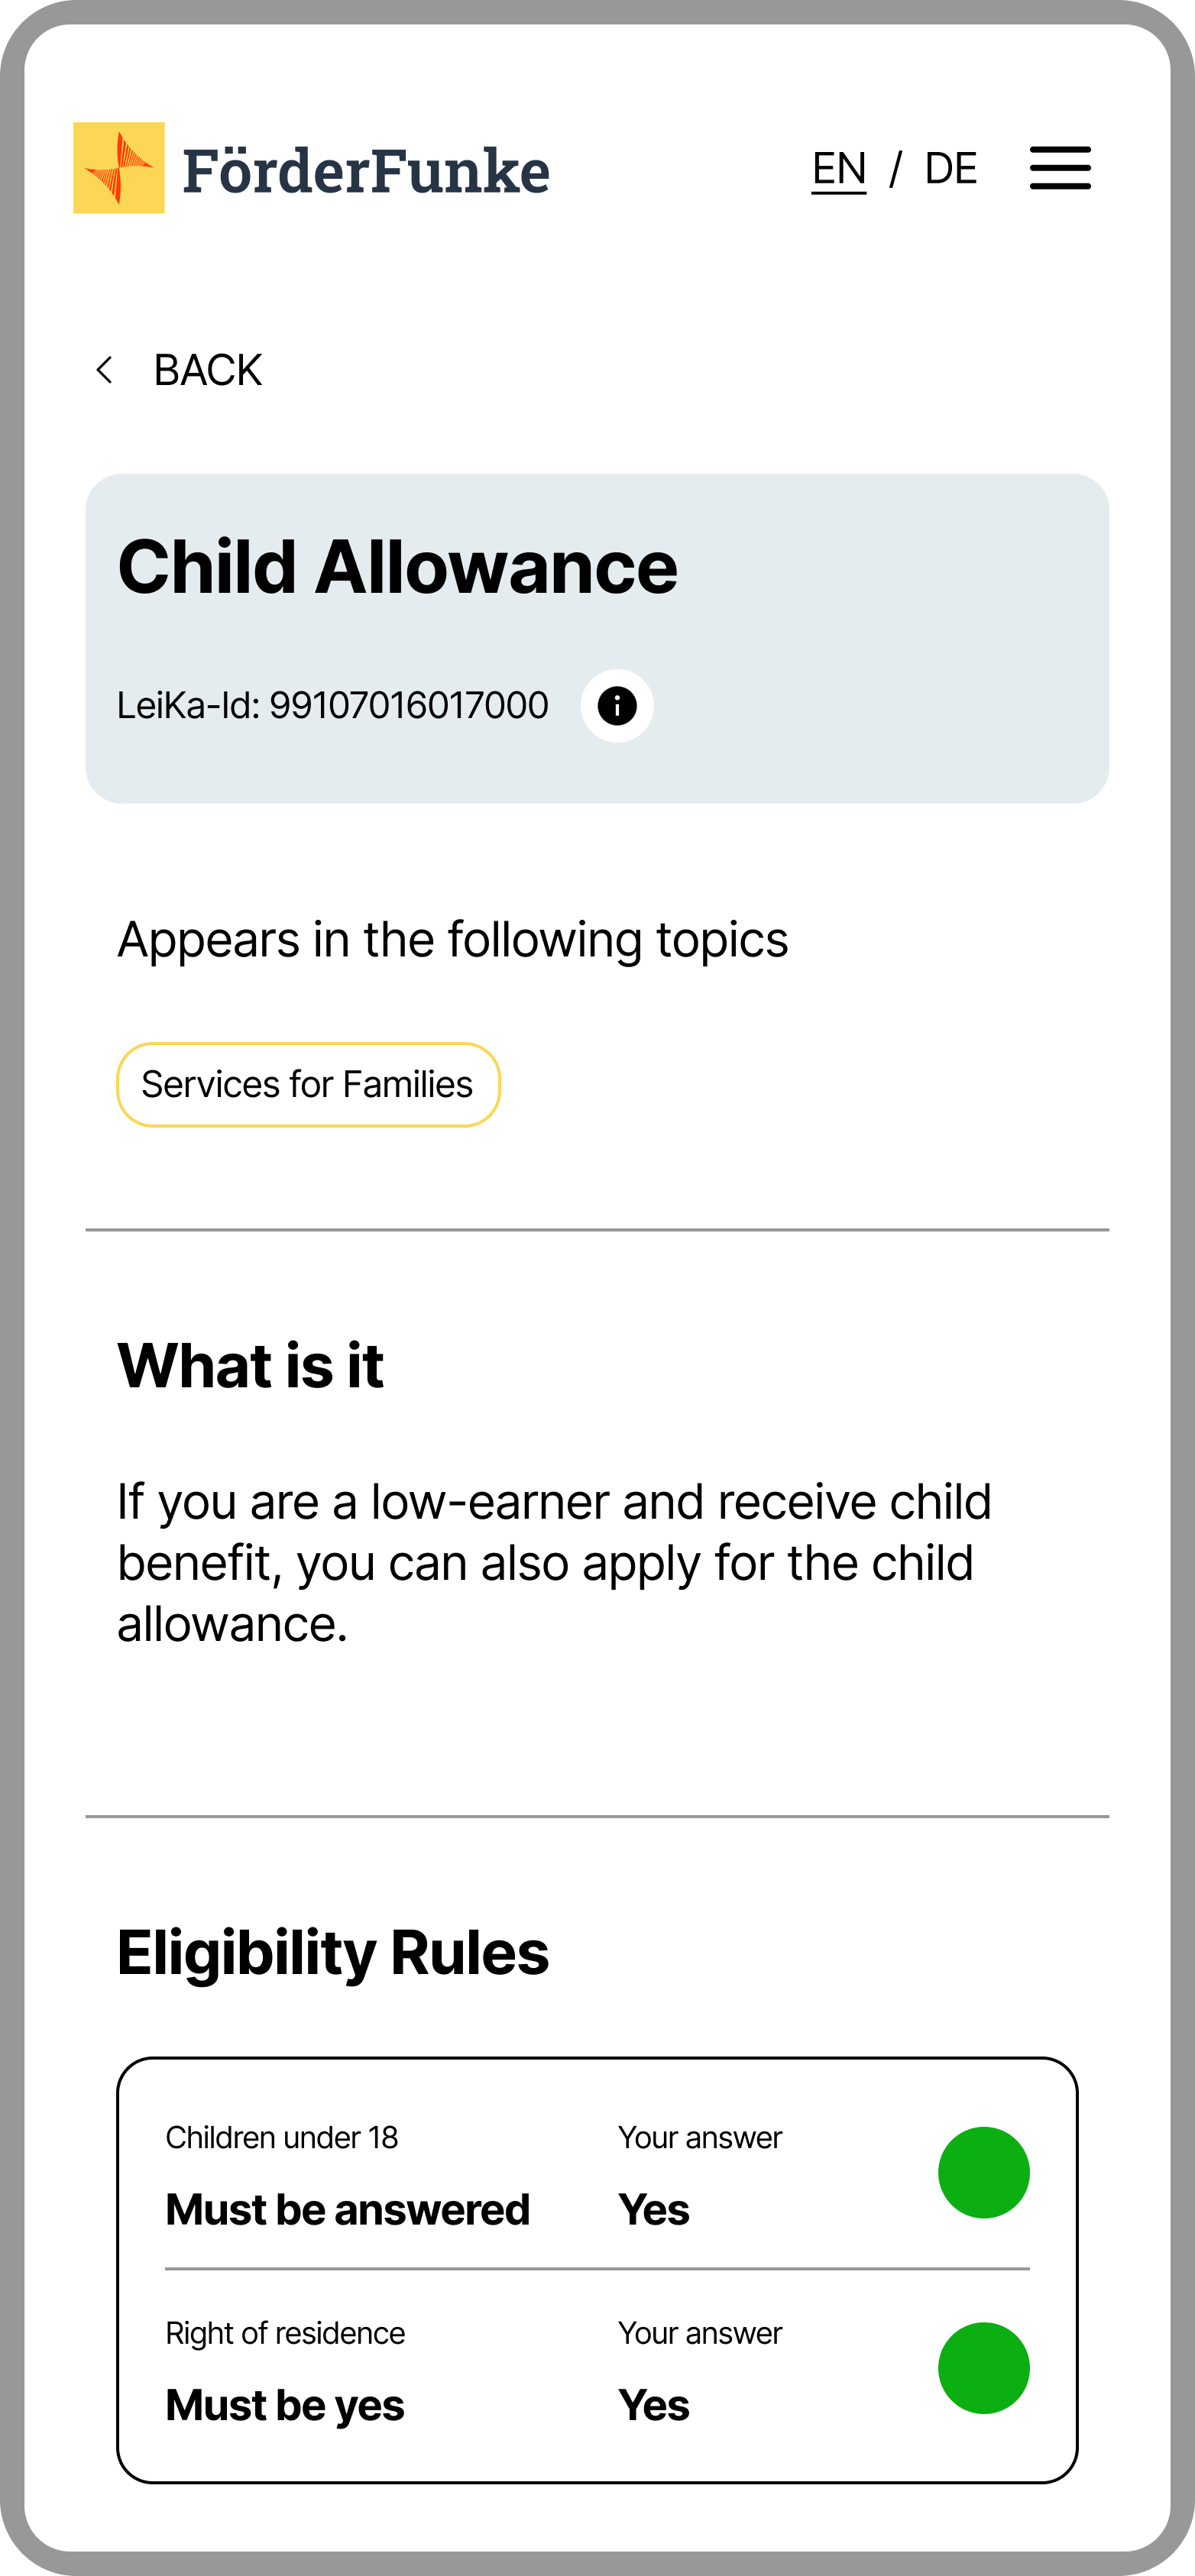 FörderFunke
EN / DE
BACK
Child Allowance
LeiKa-Id: 99107016017000
Appears in the following topics
Services for Families
What is it
If you are a low-earner and receive child
benefit, you can also apply for the child
allowance.
Eligibility Rules
Children under 18 Your answer
Must be answered Yes
Right of residence Your answer
Must be yes Yes